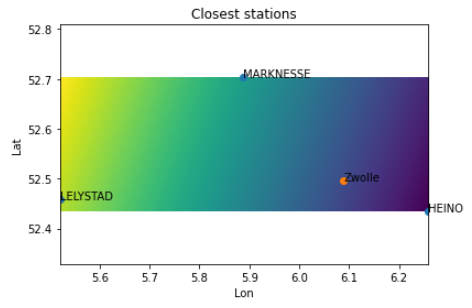 Closest stations
52.8
52.7
52.6
52.5
52.4
Lat
MARKNESSE
Zwolle
LELYSTAD
HEINO
5.6 5.7 5.8 5.9 6.0 6.1 6.2
Lon